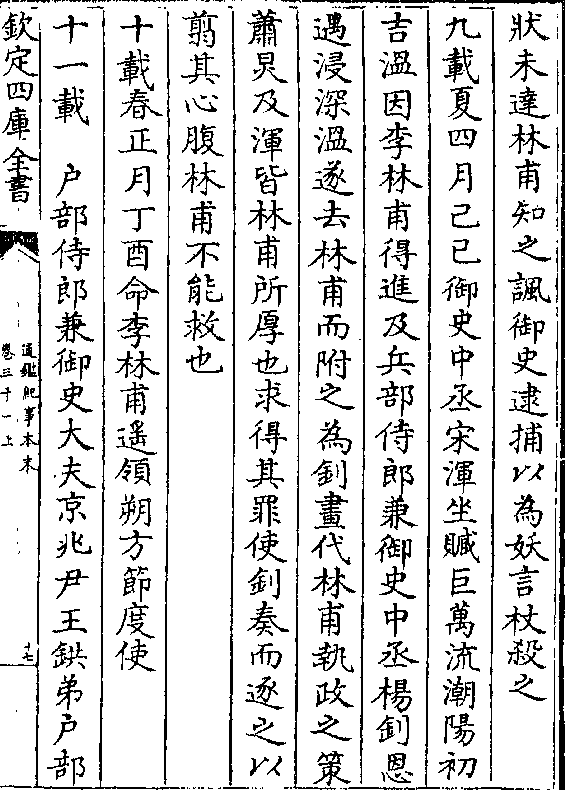 狀未達林甫知之諷御史逮捕以為妖言杖殺之
九載夏四月己巳御史中丞宋渾坐贓巨萬流潮陽初
吉溫因李林甫得進及兵部侍郎兼御史中丞楊釗恩
遇浸深溫遂去林甫而附之為釗畫代林甫執政之策
蕭炅及渾皆林甫所厚也求得其罪使釗奏而逐之以
翦其心腹林甫不能救也
十載春正月丁酉命李林甫遙領朔方節度使
十一載 戶部侍郎兼御史大夫京兆尹王鉷弟戶部
欽定四庫全書
通鑑紀事本末
卷三十一上
十七